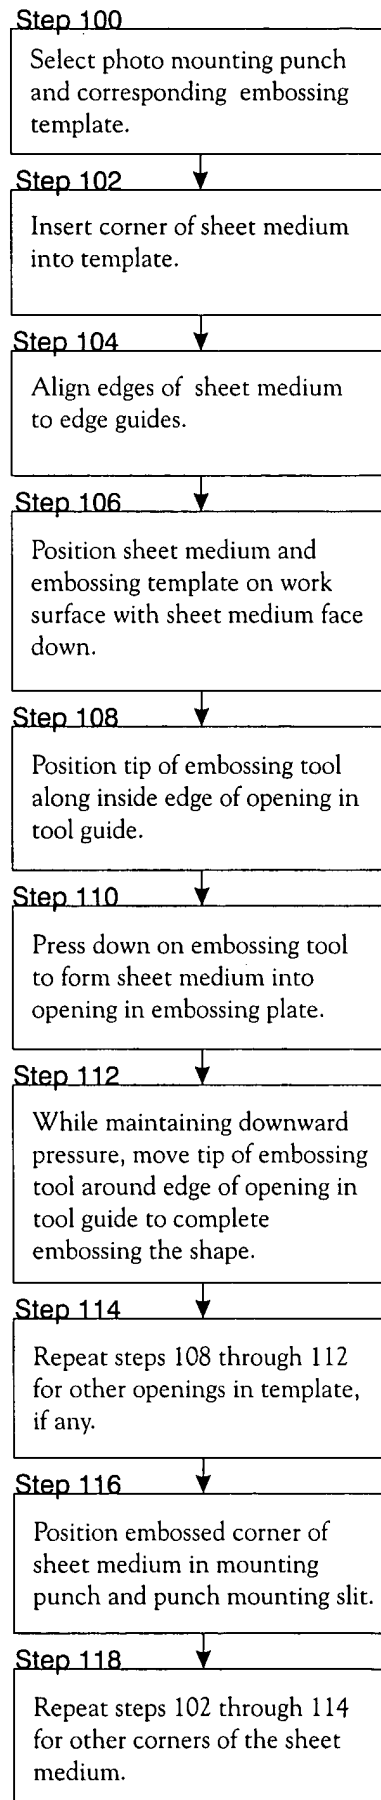 Step 100
Select photo mounting punch
and corresponding embossing
template.
Step 102
Insert corner of sheet medium
into template.
Step 104
Align edges of sheet medium
to edge guides.
Step 106
Position sheet medium and
embossing template on work
surface with sheet medium face
down.
Step 108
Position tip of embossing tool
along inside edge of opening in
tool guide.
Step 110
Press down on embossing tool
to form sheet medium into
opening in embossing plate.
Step 112
While maintaining downward
pressure, move tip of embossing
tool around edge of opening in
tool guide to complete
embossing the shape.
Step 114
Repeat steps 108 through 112
for other openings in template,
if any.
Step 116
Position embossed corner of
sheet medium in mounting
punch and punch mounting slit.
Step 118
Repeat steps 102 through 114
for other corners of the sheet
medium.